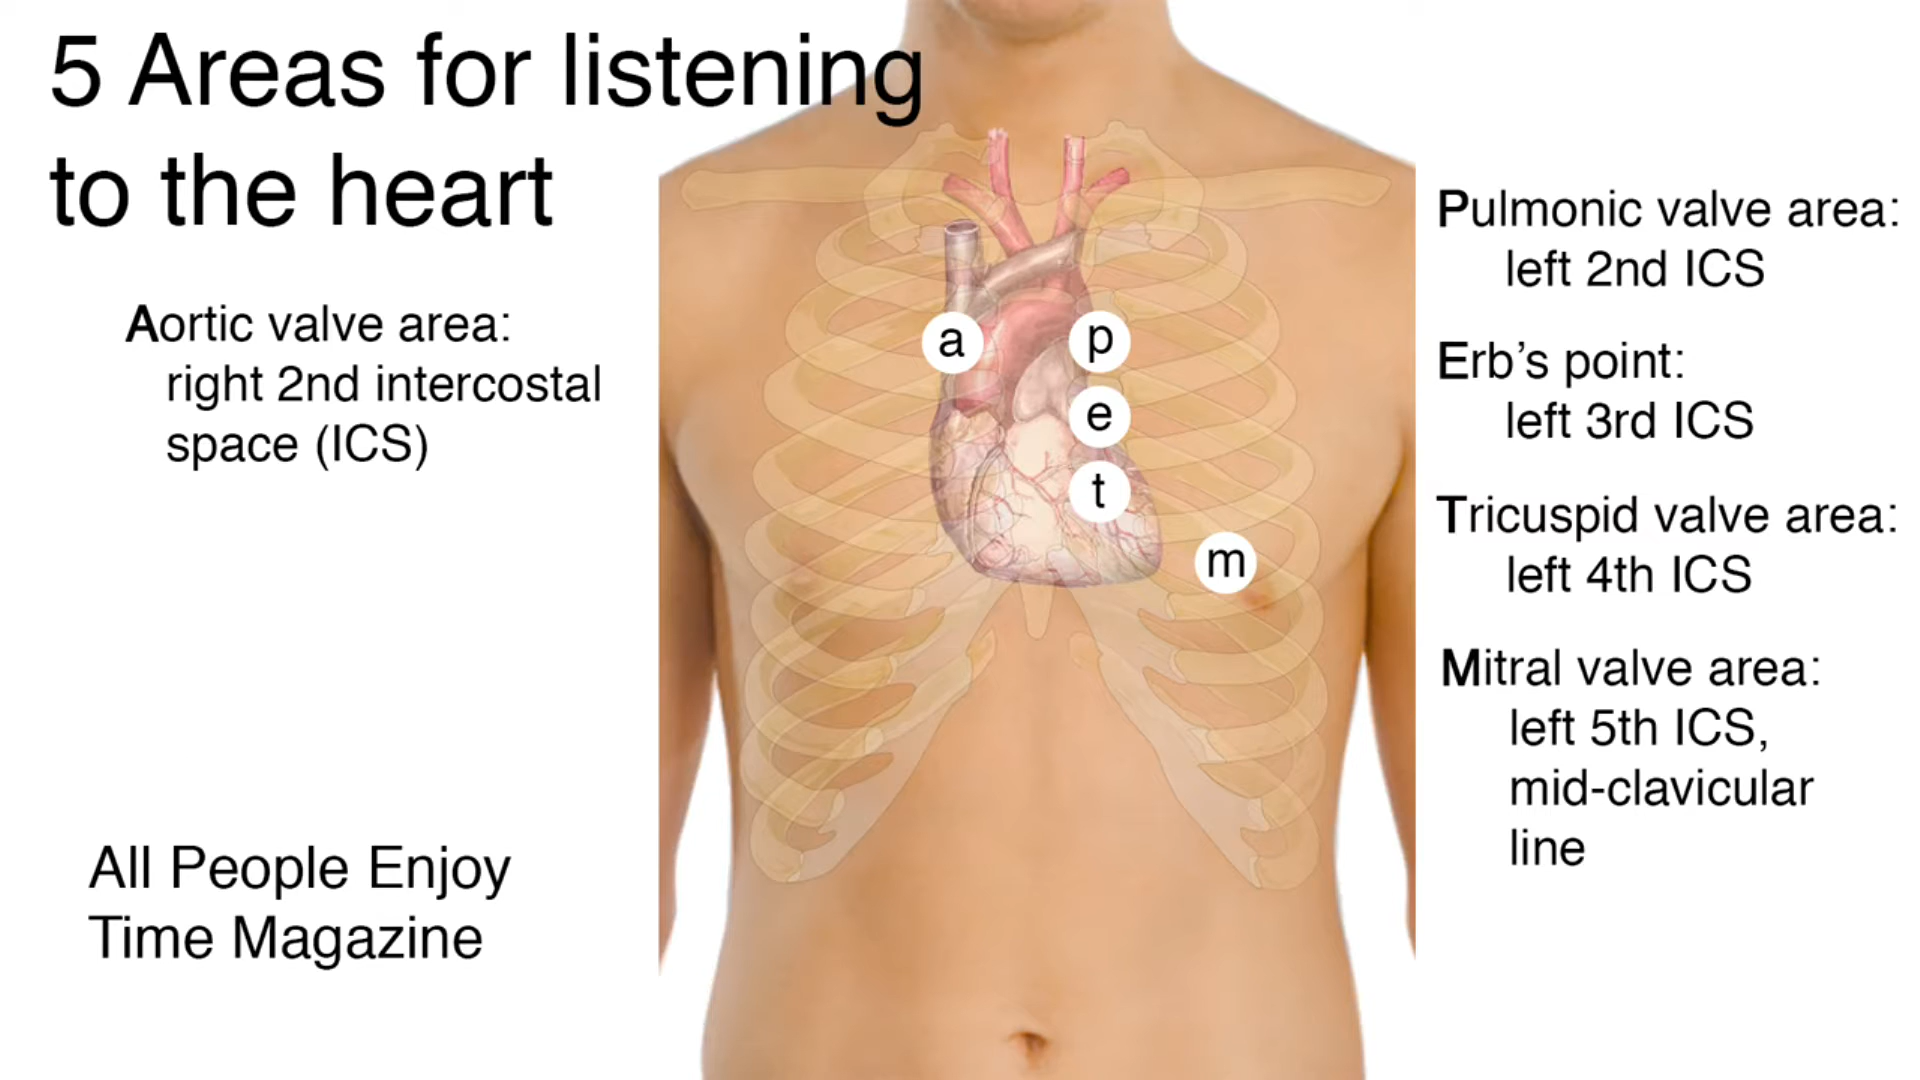 5 Areas for listening
to the heart
Aortic valve area:
right 2nd intercostal
space (ICS)
All People Enjoy
Time Magazine
a
p
e
t
m
Pulmonic valve area:
left 2nd ICS
Erb’s point:
left 3rd ICS
Tricuspid valve area:
left 4th ICS
Mitral valve area:
left 5th ICS,
mid-clavicular
line